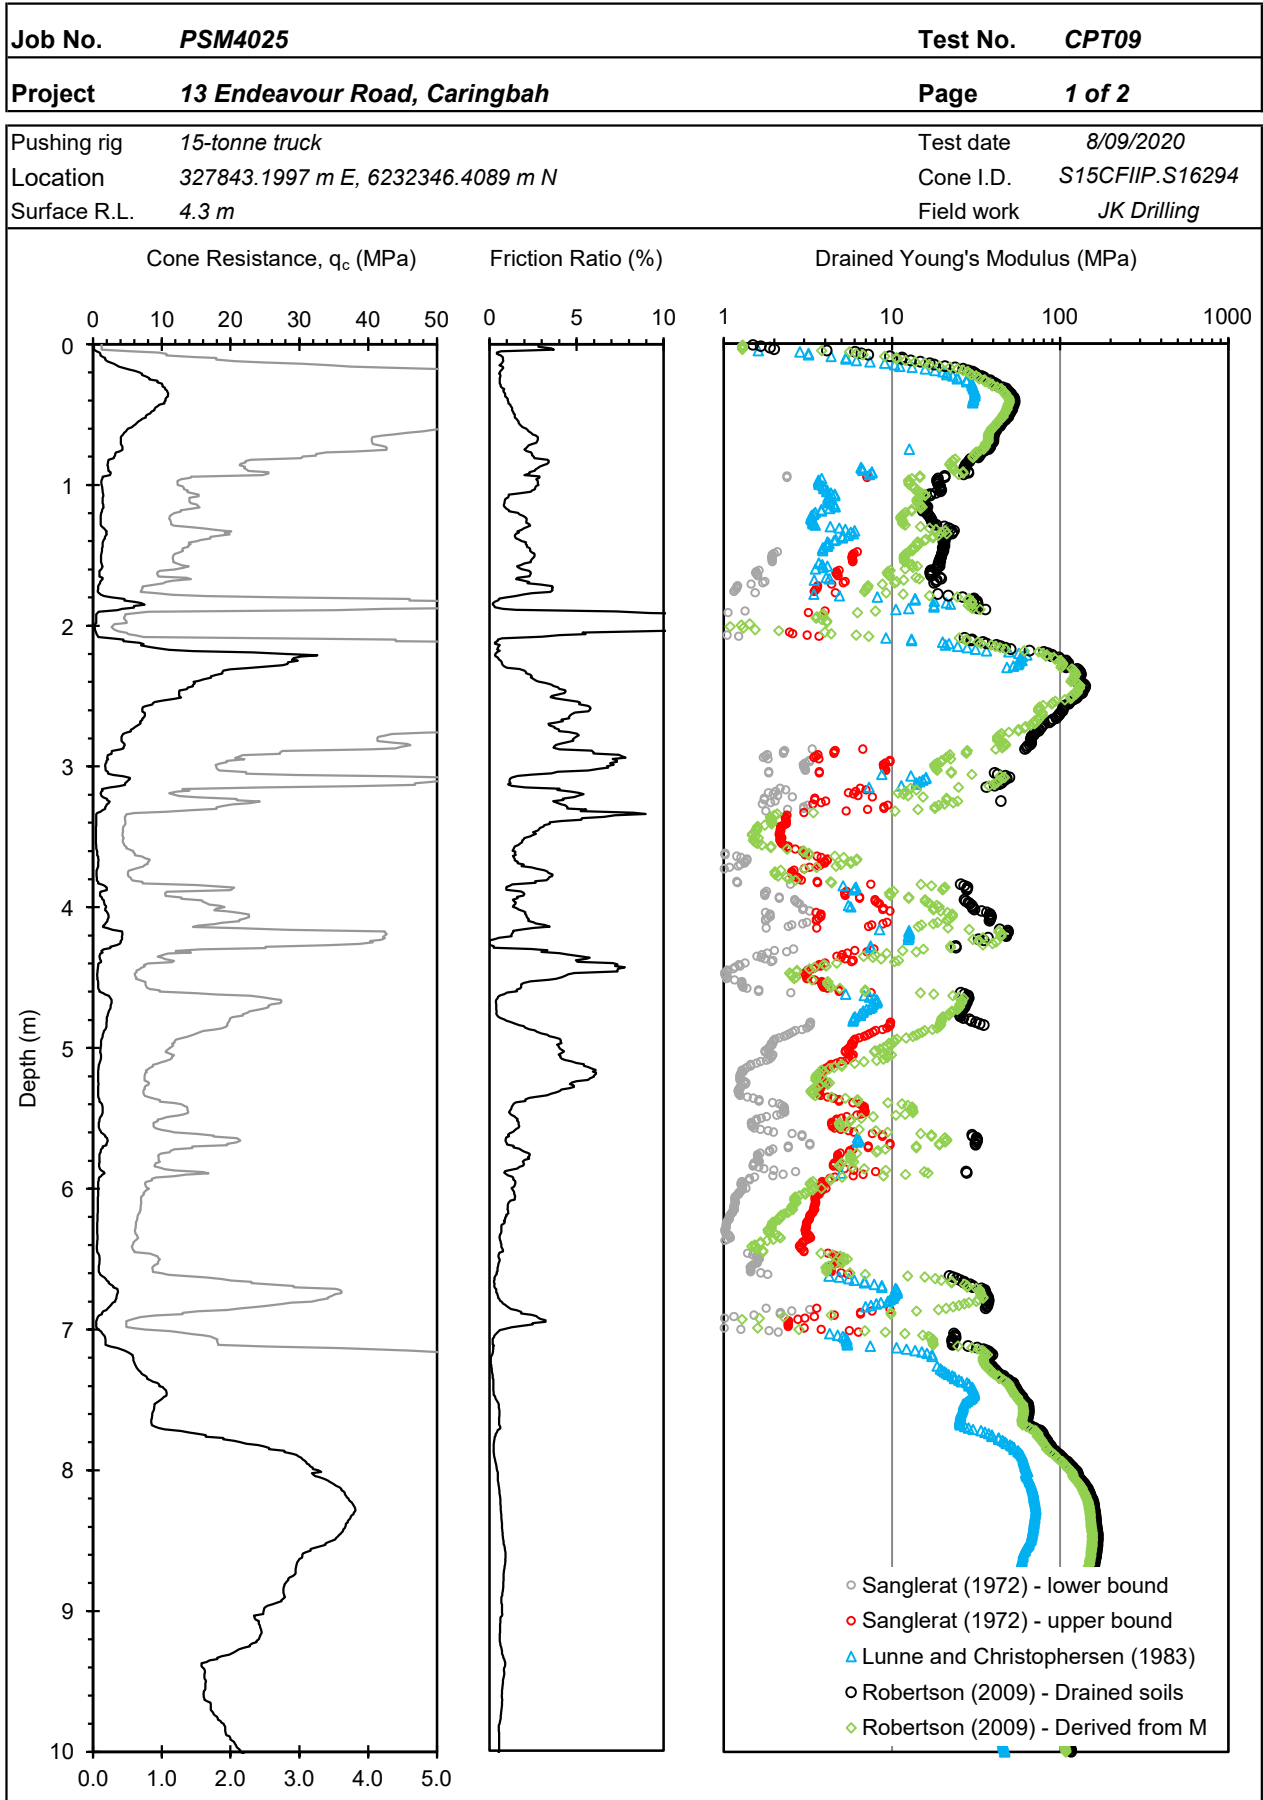 Job No. PSM4025 Test No. CPT09
Project 13 Endeavour Road, Caringbah Page 1 of 2
Pushing rig 15-tonne truck Test date 8/09/2020
Location 327843.1997 m E, 6232346.4089 m N Cone I.D. S15CFIIP.S16294
Surface R.L. 4.3 m Field work JK Drilling
Cone Resistance, qc (MPa) Friction Ratio (%) Drained Young's Modulus (MPa)
0 10 20 30 40 50 0 5 10 1 10 100 1000
0
1
2
3
4
5
6
7
8
9
10
Depth (m)
Sanglerat (1972) - lower bound
Sanglerat (1972) - upper bound
Lunne and Christophersen (1983)
Robertson (2009) - Drained soils
Robertson (2009) - Derived from M
0.0 1.0 2.0 3.0 4.0 5.0